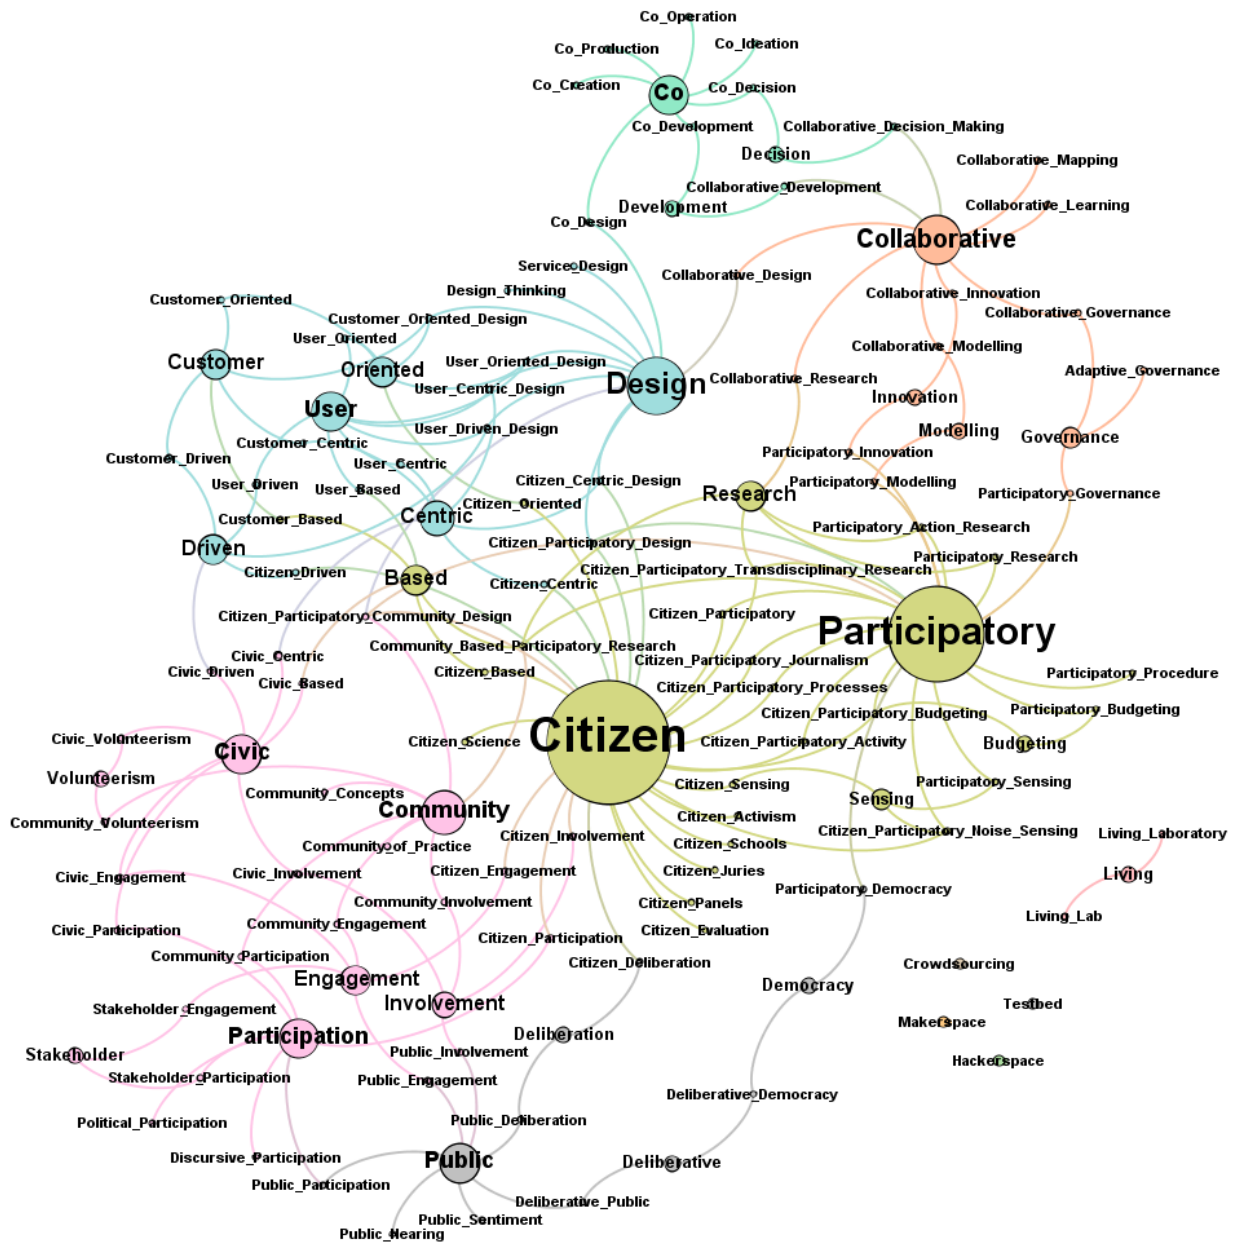 Co_Operation
Co_Ideation
Co_Production
Co_Creation
Co
Co_Decision
Co_Development
Collaborative_Decision_Making
Decision
Collaborative_Mapping
Collaborative_Development
Development
Collaborative_Learning
Co_Design
Collaborative
Service_Design
Collaborative_Design
Design_Thinking
Collaborative_Innovation
Customer_Oriented
Collaborative_Governance
Customer_Oriented_Design
User_Oriented
Collaborative_Modelling
Customer
User_Oriented_Design
Oriented
Adaptive_Governance
Collaborative_Research
Design
User_Centric_Design
Innovation
User
User_Driven_Design
Modelling
Governance
Customer_Centric
Participatory_Innovation
Customer_Driven
User_Centric
Citizen_Centric_Design
Participatory_Modelling
User_Driven
User_Based
Research
Participatory_Governance
Citizen_Oriented
Centric
Customer_Based
Participatory_Action_Research
Citizen_Participatory_Design
Driven
Participatory_Research
Citizen_Participatory_Transdisciplinary_Research
Citizen_Driven
Based
Citizen_Centric
Citizen_Participatory
Citizen_Participatory_Community_Design
Participatory
Community_Based_Participatory_Research
Civic_Centric
Citizen_Participatory_Journalism
Civic_Driven
Citizen_Based
Participatory_Procedure
Civic_Based
Citizen_Participatory_Processes
Participatory_Budgeting
Citizen_Participatory_Budgeting
Civic_Volunteerism
Citizen_Science
Citizen
Citizen_Participatory_Activity
Budgeting
Civic
Volunteerism
Participatory_Sensing
Citizen_Sensing
Community_Concepts
Sensing
Community
Citizen_Activism
Community_Volunteerism
Citizen_Participatory_Noise_Sensing
Living_Laboratory
Citizen_Involvement
Citizen_Schools
Community_of_Practice
Citizen_Juries
Civic_Engagement
Civic_Involvement
Citizen_Engagement
Living
Participatory_Democracy
Community_Involvement
Citizen_Panels
Living_Lab
Community_Engagement
Civic_Participation
Citizen_Evaluation
Citizen_Participation
Community_Participation
Citizen_Deliberation
Crowdsourcing
Engagement
Democracy
Involvement
Testbed
Stakeholder_Engagement
Makerspace
Participation
Deliberation
Stakeholder
Public_Involvement
Hackerspace
Stakeholder_Participation
Public_Engagement
Deliberative_Democracy
Political_Participation
Public_Deliberation
Discursive_Participation
Public
Deliberative
Public_Participation
Deliberative_Public
Public_Sentiment
Public_Hearing